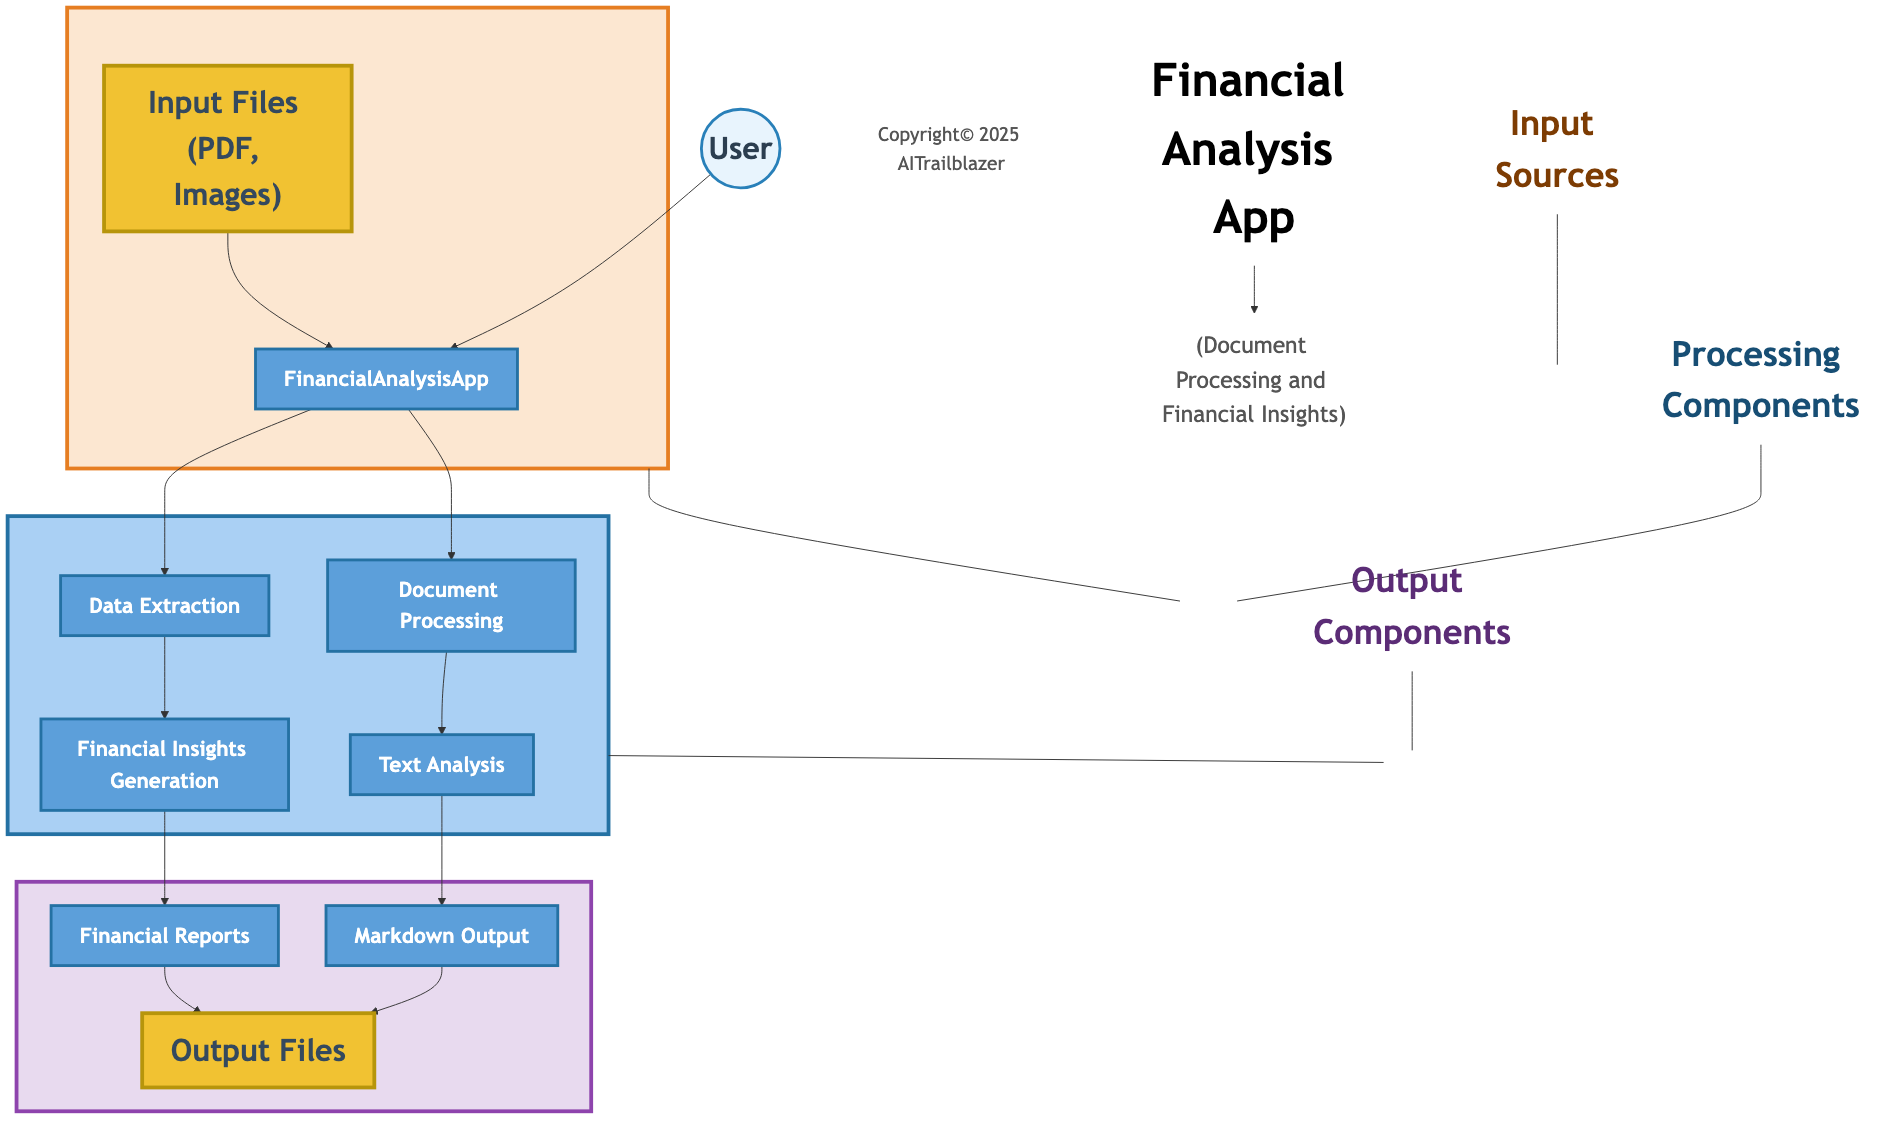 Input Files
(PDF,
Images)
User
Copyright© 2025
AITrailblazer
Financial
Analysis
App
Input
Sources
(Document
Processing and
Financial Insights)
FinancialAnalysisApp
Processing
Components
Data Extraction
Document
Processing
Output
Components
Financial Insights
Generation
Text Analysis
Financial Reports
Markdown Output
Output Files